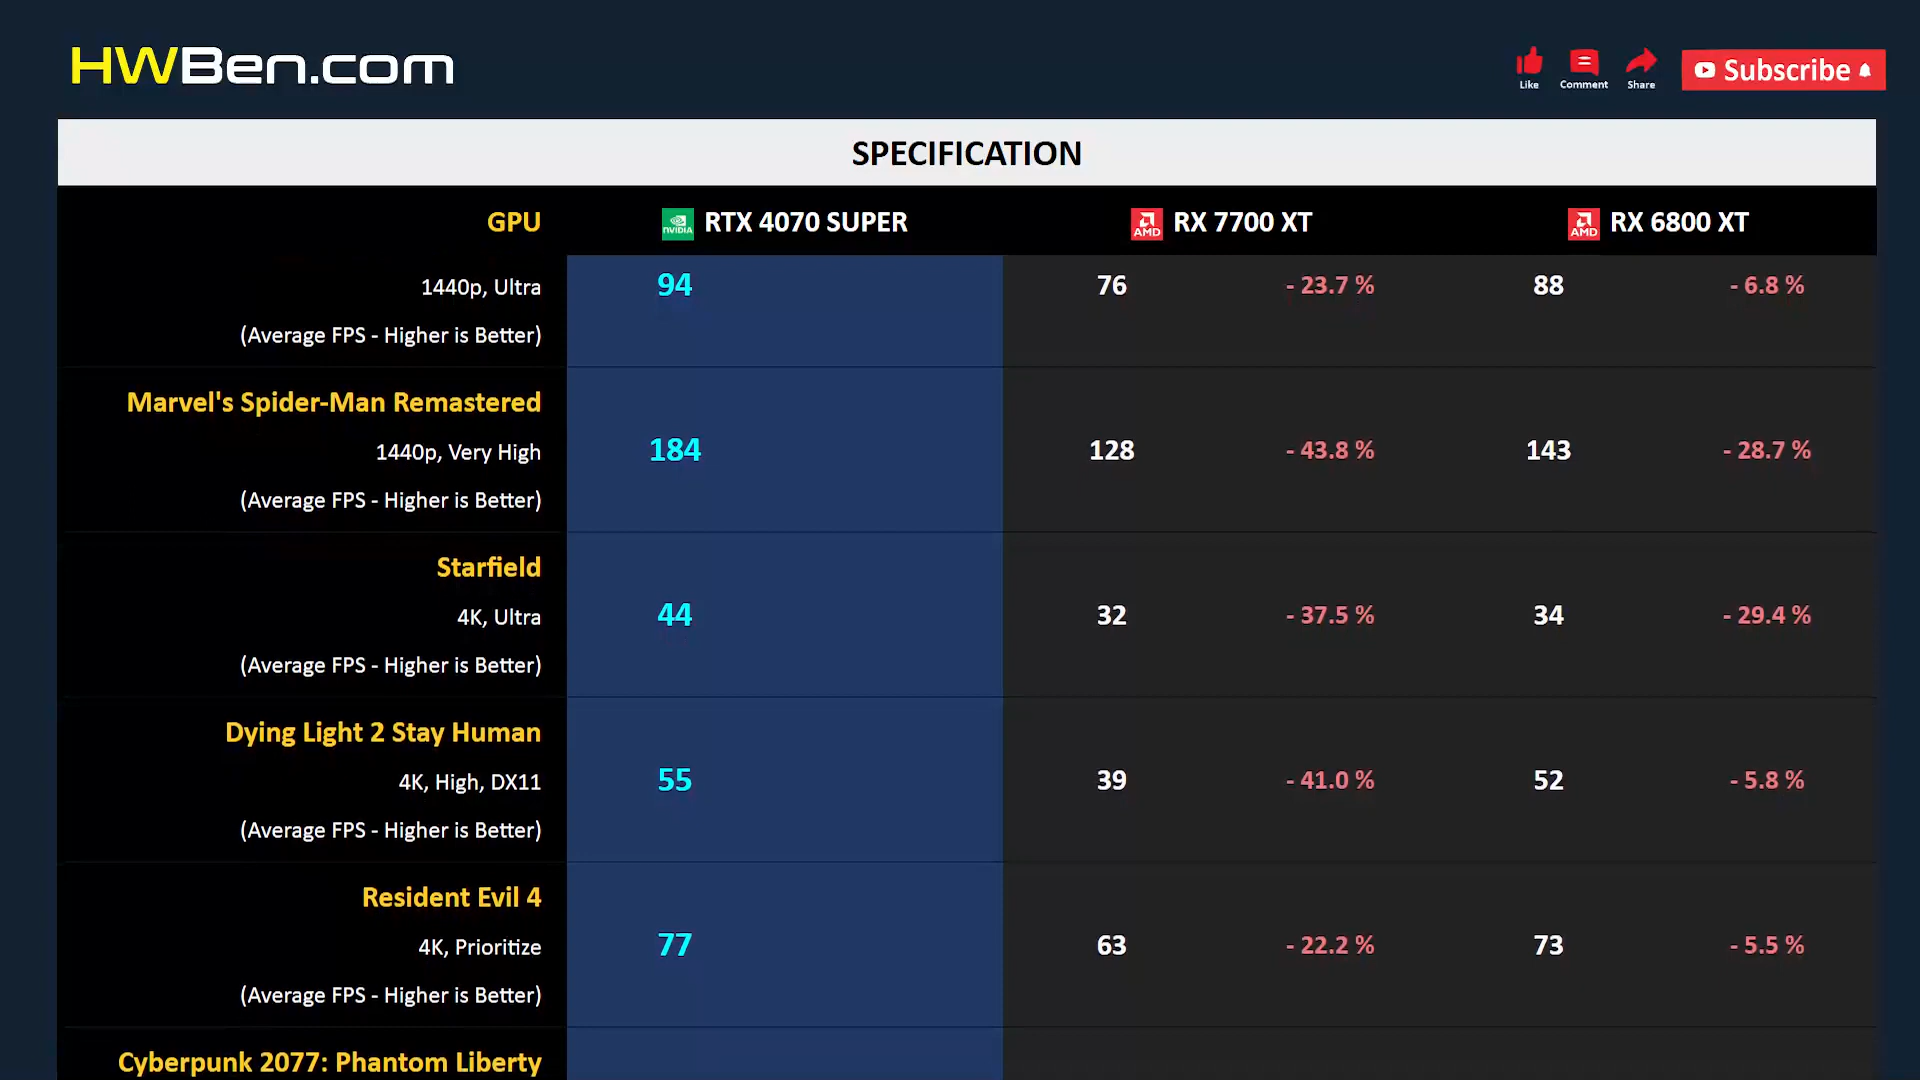 HWBen.com
Like Comment Share Subscribe
SPECIFICATION
GPU NVIDIA RTX 4070 SUPER AMD RX 7700 XT AMD RX 6800 XT
1440p, Ultra 94 76 - 23.7 % 88 - 6.8 %
(Average FPS - Higher is Better)
Marvel's Spider-Man Remastered
1440p, Very High 184 128 - 43.8 % 143 - 28.7 %
(Average FPS - Higher is Better)
Starfield
4K, Ultra 44 32 - 37.5 % 34 - 29.4 %
(Average FPS - Higher is Better)
Dying Light 2 Stay Human
4K, High, DX11 55 39 - 41.0 % 52 - 5.8 %
(Average FPS - Higher is Better)
Resident Evil 4
4K, Prioritize 77 63 - 22.2 % 73 - 5.5 %
(Average FPS - Higher is Better)
Cyberpunk 2077: Phantom Liberty